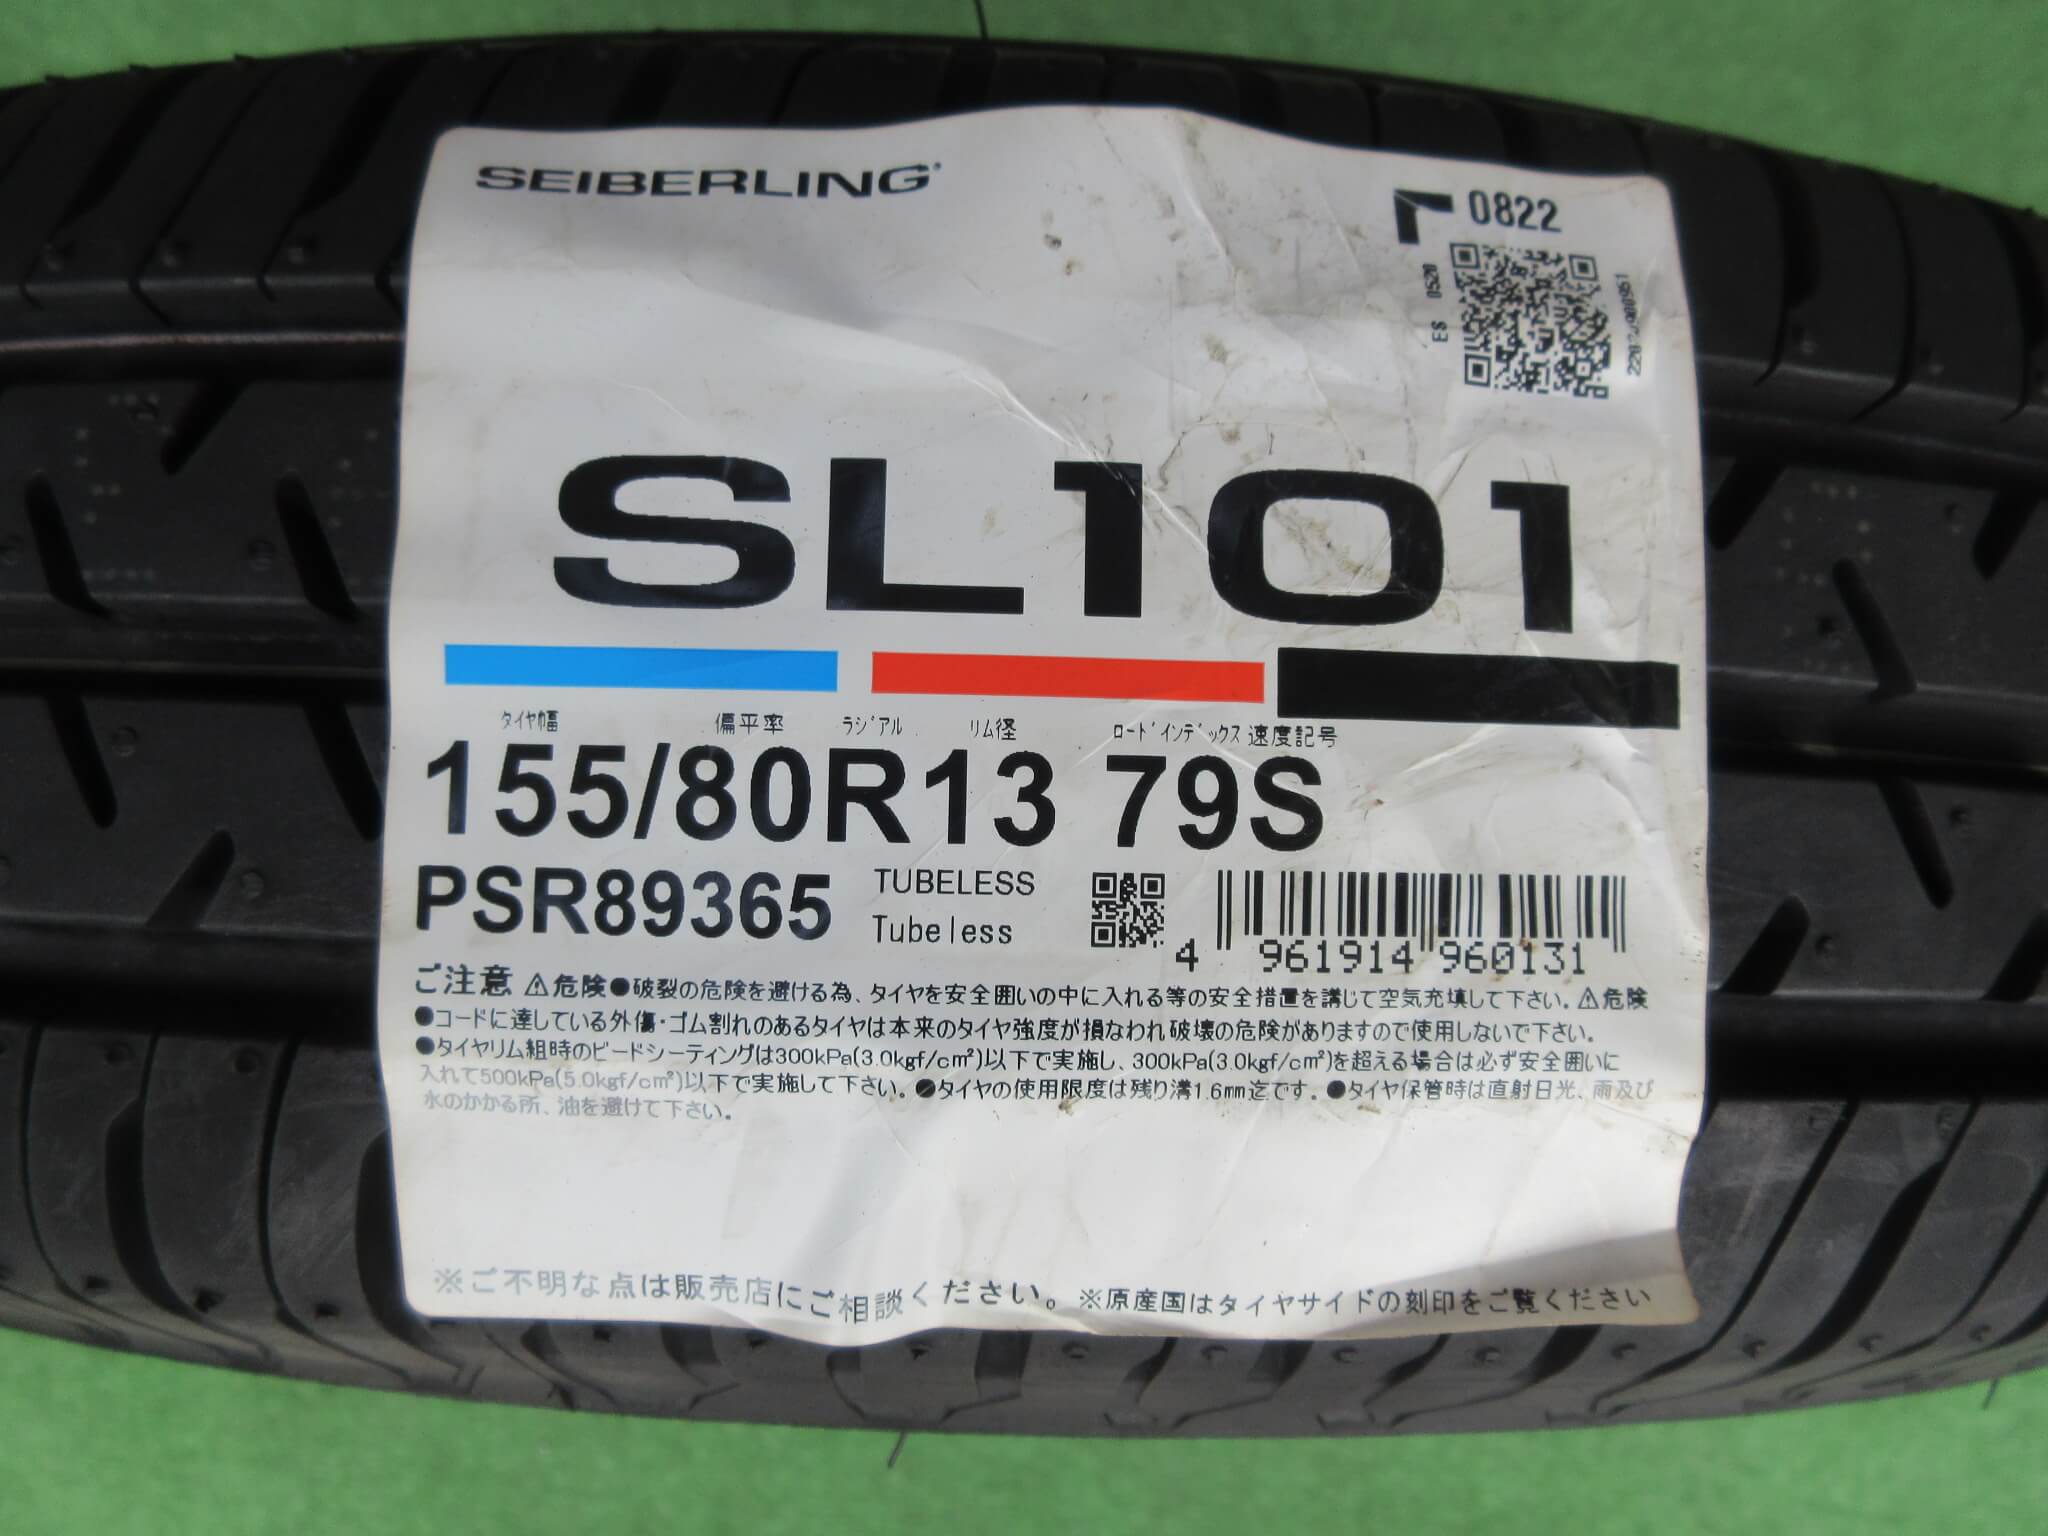 SEIBERLING
0822
ES 0520
SL101
タイヤ幅 偏平率 ラジアル リム径 ロードインデックス 速度記号
155/80R13 79S
PSR89365 TUBELESS
Tubeless
4 961914 960131
ご注意 ⚠危険●破裂の危険を避ける為、タイヤを安全囲いの中に入れる等の安全措置を講じて空気充填して下さい。⚠危険
●コードに達している外傷・ゴム割れのあるタイヤは本来のタイヤ強度が損なわれ破壊の危険がありますので使用しないで下さい。
●タイヤリム組時のビードシーティングは300kPa(3.0kgf/cm²)以下で実施し、300kPa(3.0kgf/cm²)を超える場合は必ず安全囲いに
入れて500kPa(5.0kgf/cm²)以下で実施して下さい。●タイヤの使用限度は残り溝1.6mm迄です。●タイヤ保管時は直射日光、雨及び
水のかかる所、油を避けて下さい。
※ご不明な点は販売店にご相談ください。※原産国はタイヤサイドの刻印をご覧ください